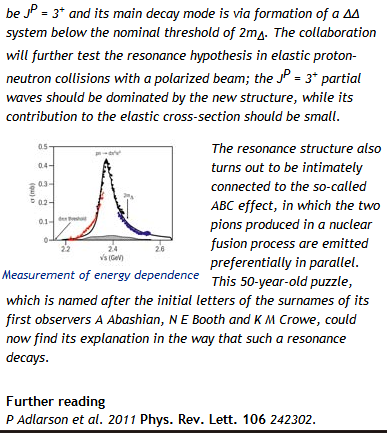 be Jᴾ = 3⁺ and its main decay mode is via formation of a ΔΔ
system below the nominal threshold of 2mΔ. The collaboration
will further test the resonance hypothesis in elastic proton-
neutron collisions with a polarized beam; the Jᴾ = 3⁺ partial
waves should be dominated by the new structure, while its
contribution to the elastic cross-section should be small.
0.5
0.4
0.3
0.2
0.1
0
σ (mb)
2.2
2.4
2.6
√s (GeV)
Measurement of energy dependence
The resonance structure also
turns out to be intimately
connected to the so-called
ABC effect, in which the two
pions produced in a nuclear
fusion process are emitted
preferentially in parallel.
This 50-year-old puzzle,
which is named after the initial letters of the surnames of its
first observers A Abashian, N E Booth and K M Crowe, could
now find its explanation in the way that such a resonance
decays.
Further reading
P Adlarson et al. 2011 Phys. Rev. Lett. 106 242302.